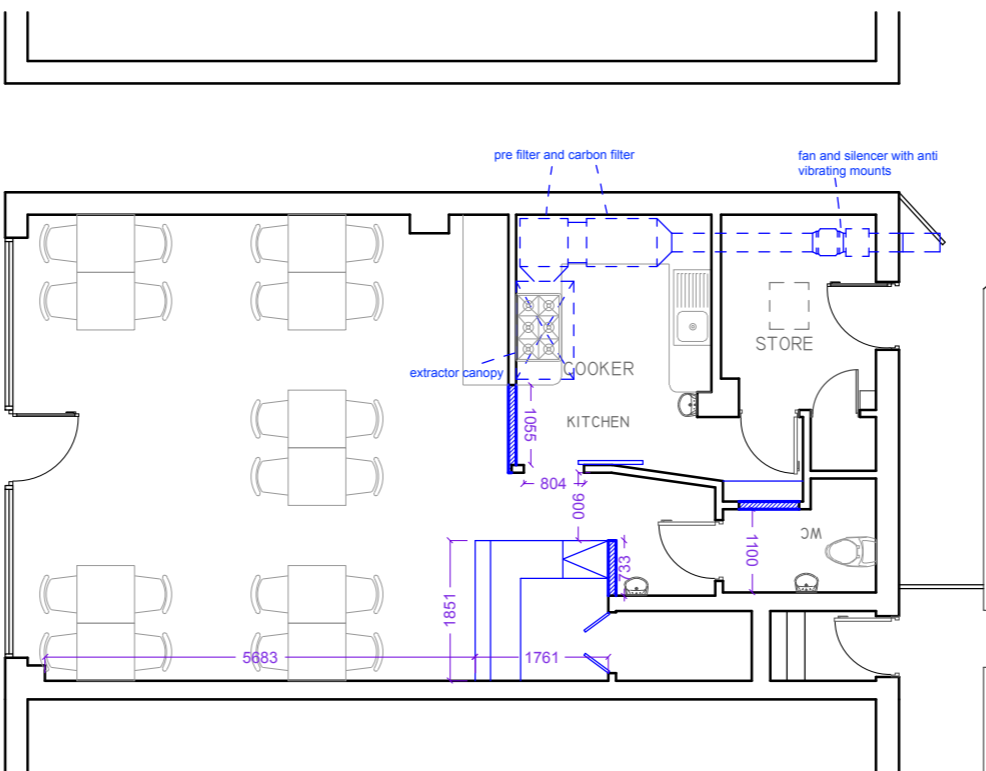 pre filter and carbon filter
fan and silencer with anti
vibrating mounts
STORE
extractor canopy
COOKER
1055
KITCHEN
804
900
WC
1100
733
1851
5683
1761